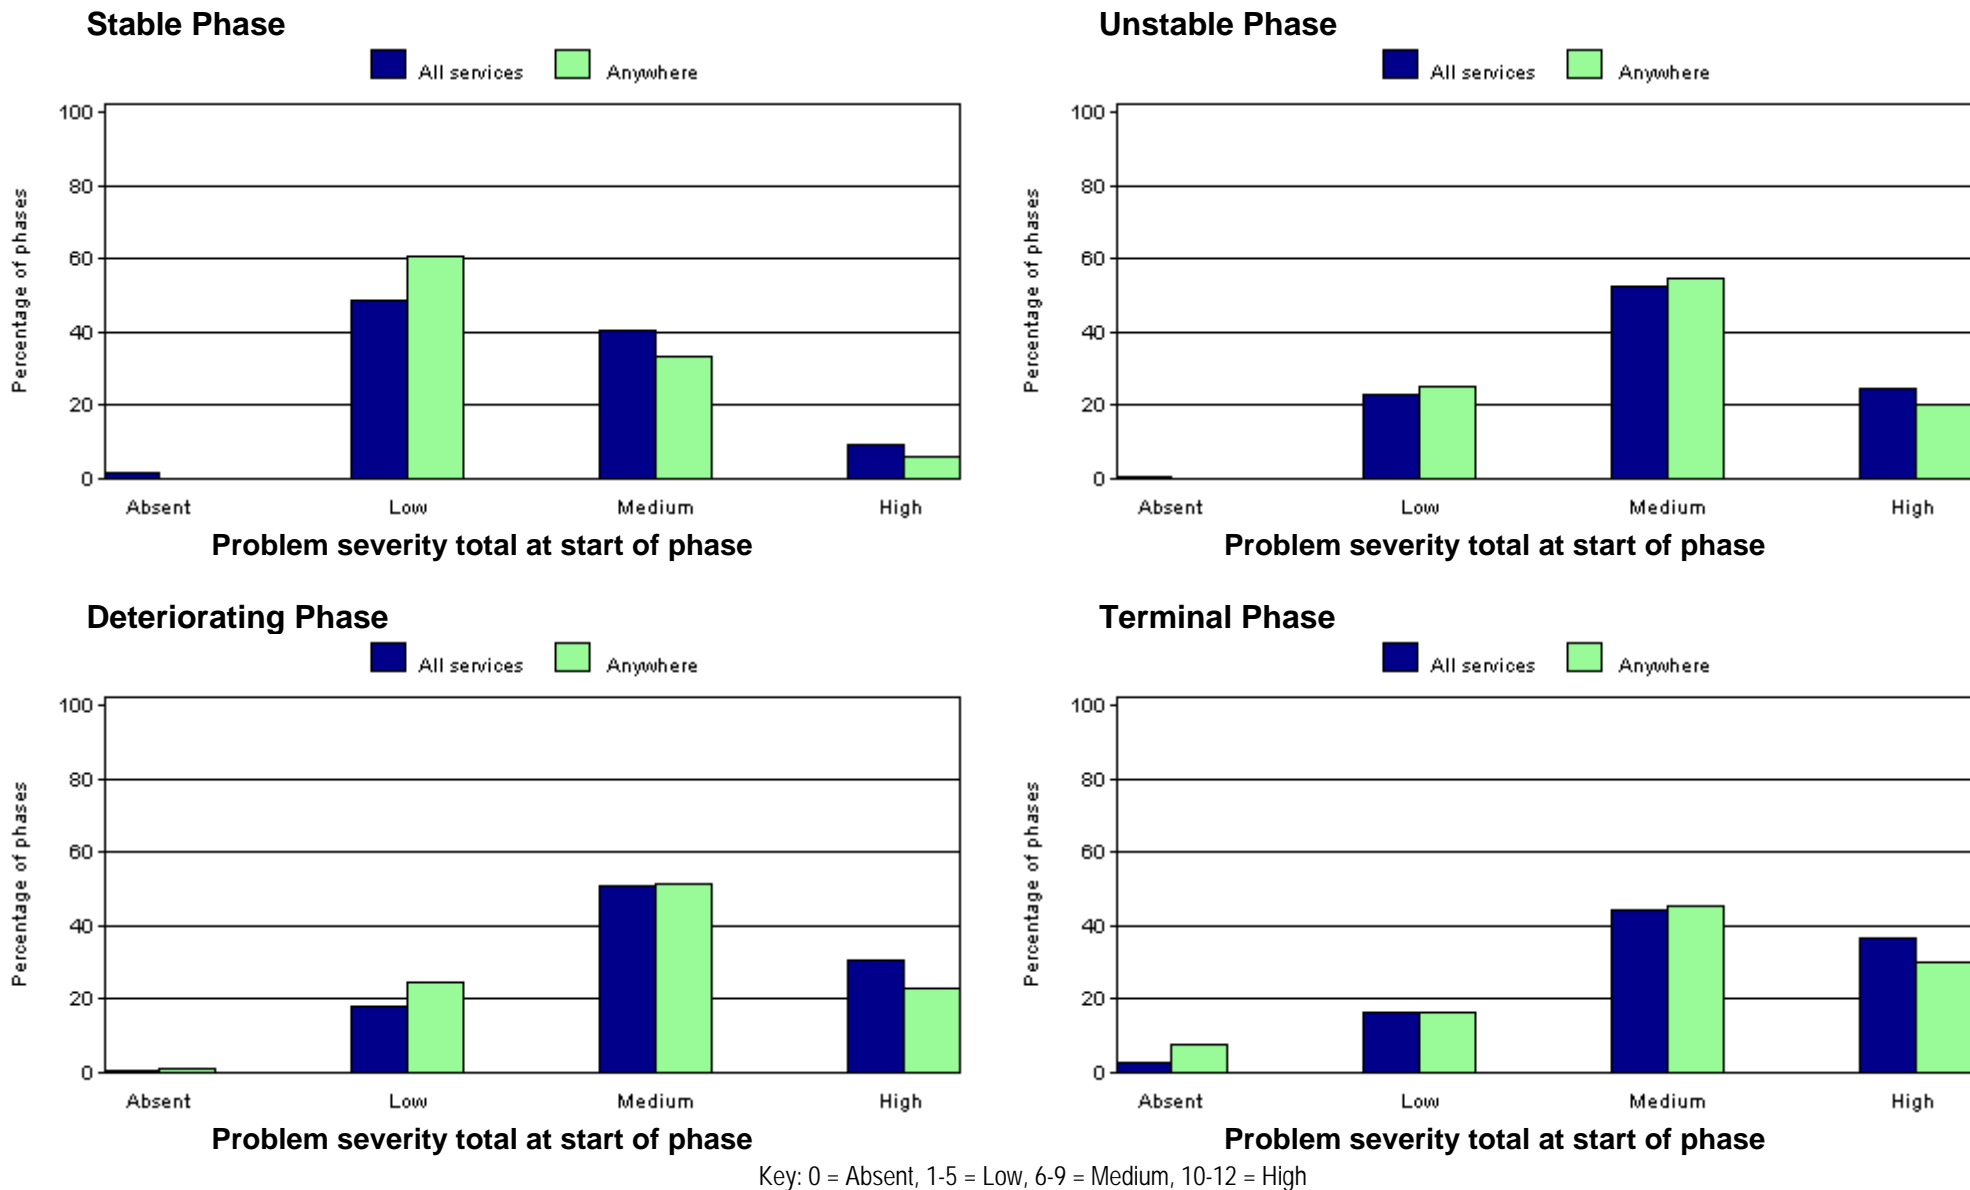 Stable Phase
All services Anywhere
Percentage of phases
100
80
60
40
20
0
Absent Low Medium High
Problem severity total at start of phase
Unstable Phase
All services Anywhere
Percentage of phases
100
80
60
40
20
0
Absent Low Medium High
Problem severity total at start of phase
Deteriorating Phase
All services Anywhere
Percentage of phases
100
80
60
40
20
0
Absent Low Medium High
Problem severity total at start of phase
Terminal Phase
All services Anywhere
Percentage of phases
100
80
60
40
20
0
Absent Low Medium High
Problem severity total at start of phase
Key: 0 = Absent, 1-5 = Low, 6-9 = Medium, 10-12 = High